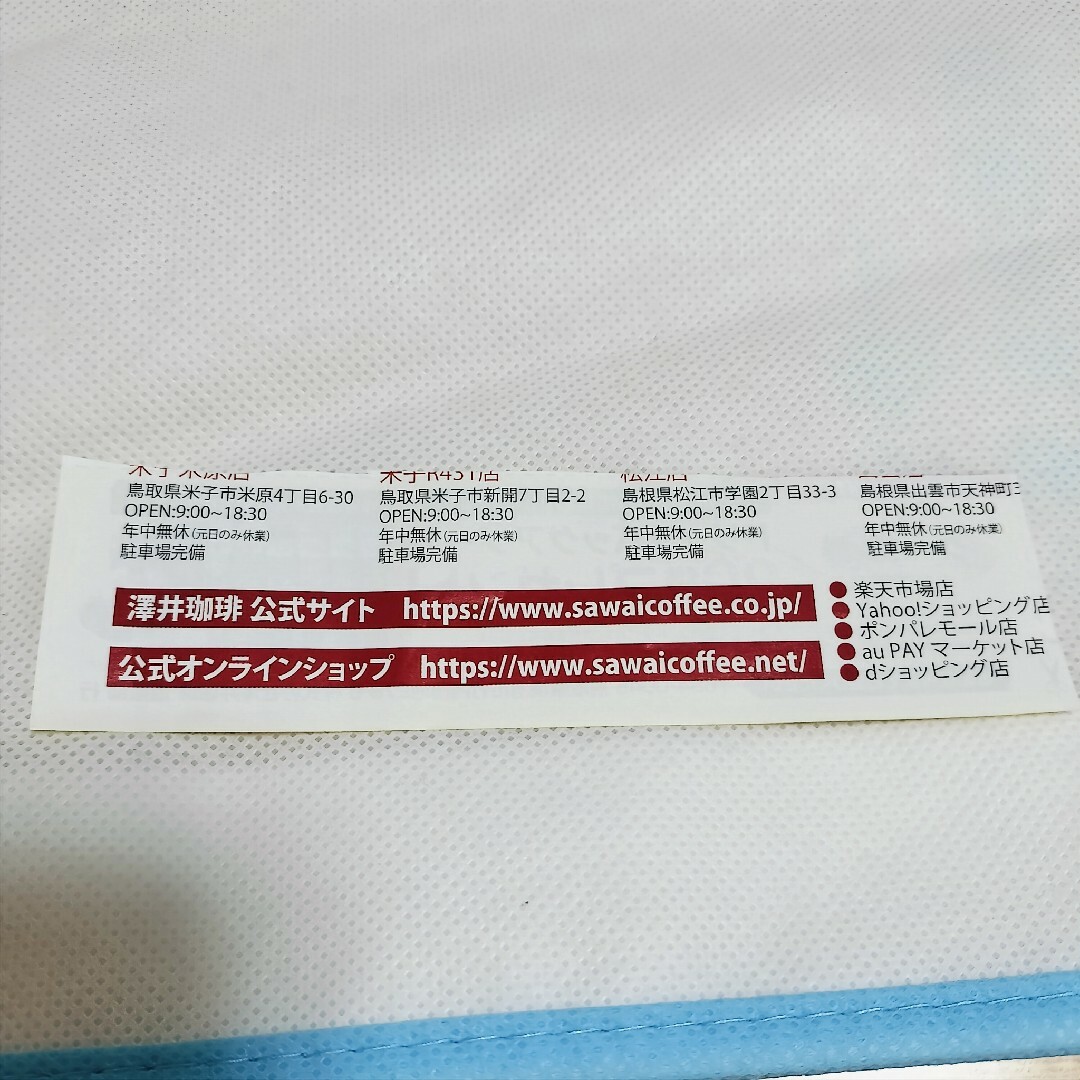 米子R431店
松江店
鳥取県米子市米原4丁目6-30
OPEN:9:00~18:30
年中無休(元日のみ休業)
駐車場完備
鳥取県米子市新開7丁目2-2
OPEN:9:00~18:30
年中無休(元日のみ休業)
駐車場完備
島根県松江市学園2丁目33-3
OPEN:9:00~18:30
年中無休(元日のみ休業)
駐車場完備
島根県出雲市天神町
OPEN:9:00~18:30
年中無休(元日のみ休業)
駐車場完備
澤井珈琲 公式サイト https://www.sawaicoffee.co.jp/
公式オンラインショップ https://www.sawaicoffee.net/
●楽天市場店
●Yahoo!ショッピング店
●ポンパレモール店
●au PAY マーケット店
●dショッピング店